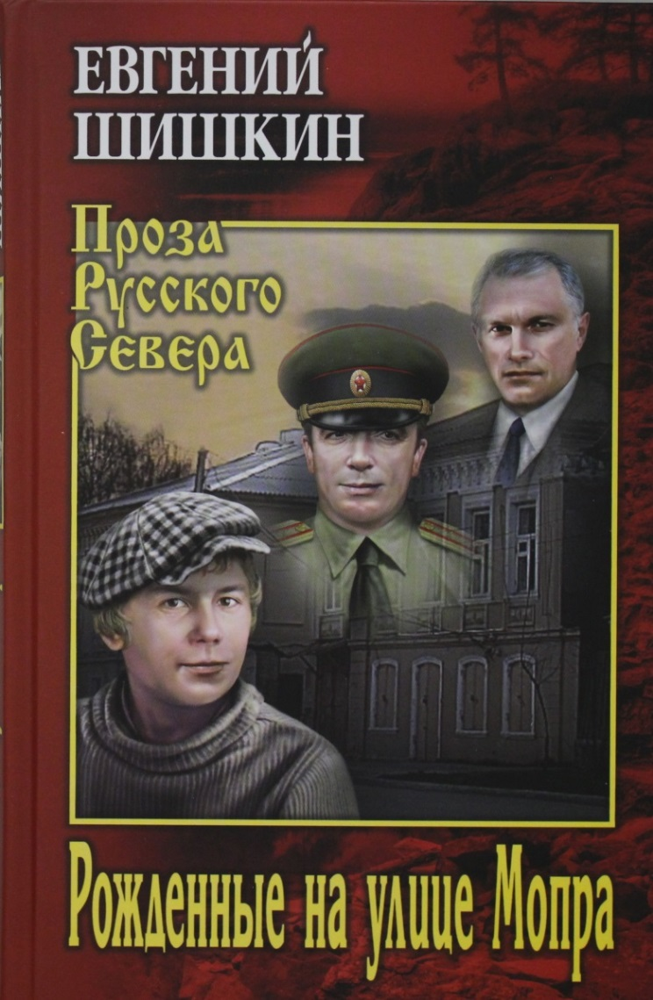 ЕВГЕНИЙ
ШИШКИН
Проза
Русского
Севера
Рожденные на улице Мопра